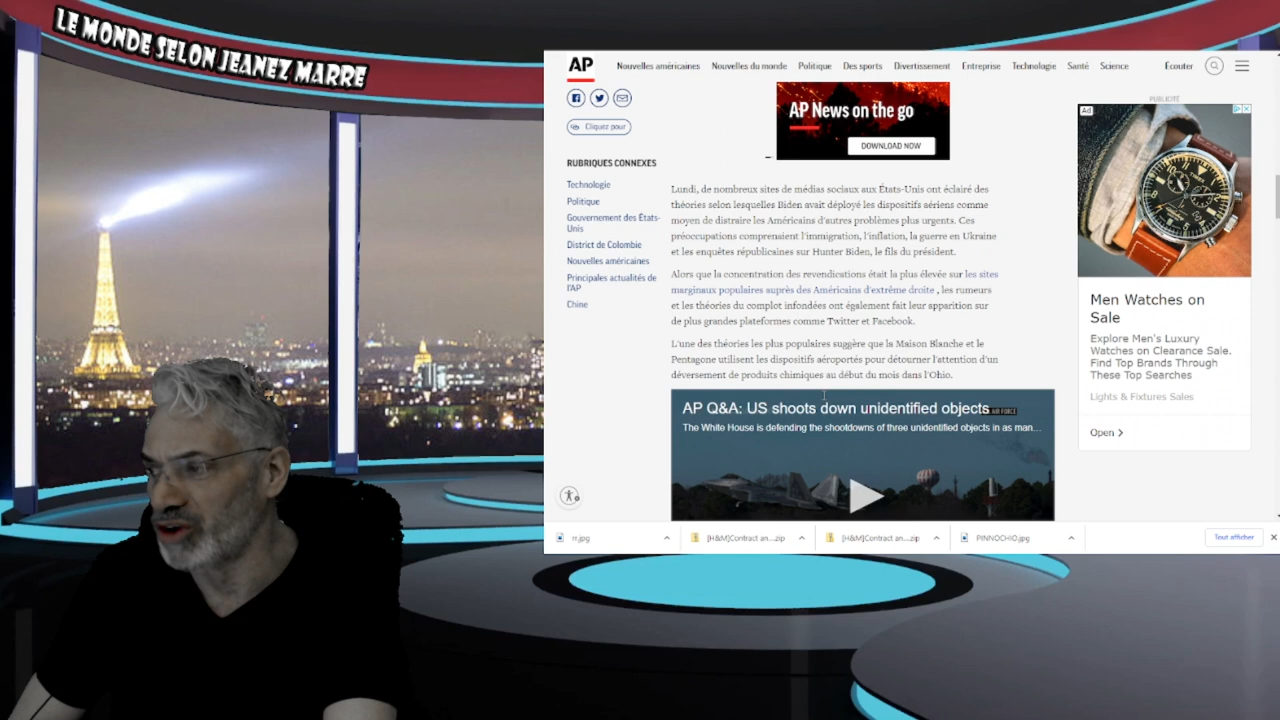 LE MONDE SELON JEANEZ MARRE
AP
Nouvelles américaines Nouvelles du monde Politique Des sports Divertissement Entreprise Technologie Santé Science Écouter
Cliquez pour
RUBRIQUES CONNEXES
Technologie
Politique
Gouvernement des États-
Unis
District de Colombie
Nouvelles américaines
Principales actualités de
l'AP
Chine
AP News on the go
DOWNLOAD NOW
Lundi, de nombreux sites de médias sociaux aux États-Unis ont éclairé des
théories selon lesquelles Biden avait déployé les dispositifs aériens comme
moyen de distraire les Américains d'autres problèmes plus urgents. Ces
préoccupations comprenaient l'immigration, l'inflation, la guerre en Ukraine
et les enquêtes républicaines sur Hunter Biden, le fils du président.
Alors que la concentration des revendications était la plus élevée sur les sites
marginaux populaires auprès des Américains d'extrême droite , les rumeurs
et les théories du complot infondées ont également fait leur apparition sur
de plus grandes plateformes comme Twitter et Facebook.
L'une des théories les plus populaires suggère que la Maison Blanche et le
Pentagone utilisent les dispositifs aéroportés pour détourner l'attention d'un
déversement de produits chimiques au début du mois dans l'Ohio.
AP Q&A: US shoots down unidentified objects
AIR FORCE
The White House is defending the shootdowns of three unidentified objects in as man...
PUBLICITÉ
Ad
Men Watches on
Sale
Explore Men's Luxury
Watches on Clearance Sale.
Find Top Brands Through
These Top Searches
Lights & Fixtures Sales
Open
rr.jpg
[H&M]Contract an....zip
[H&M]Contract an....zip
PINNOCHIO.jpg
Tout afficher